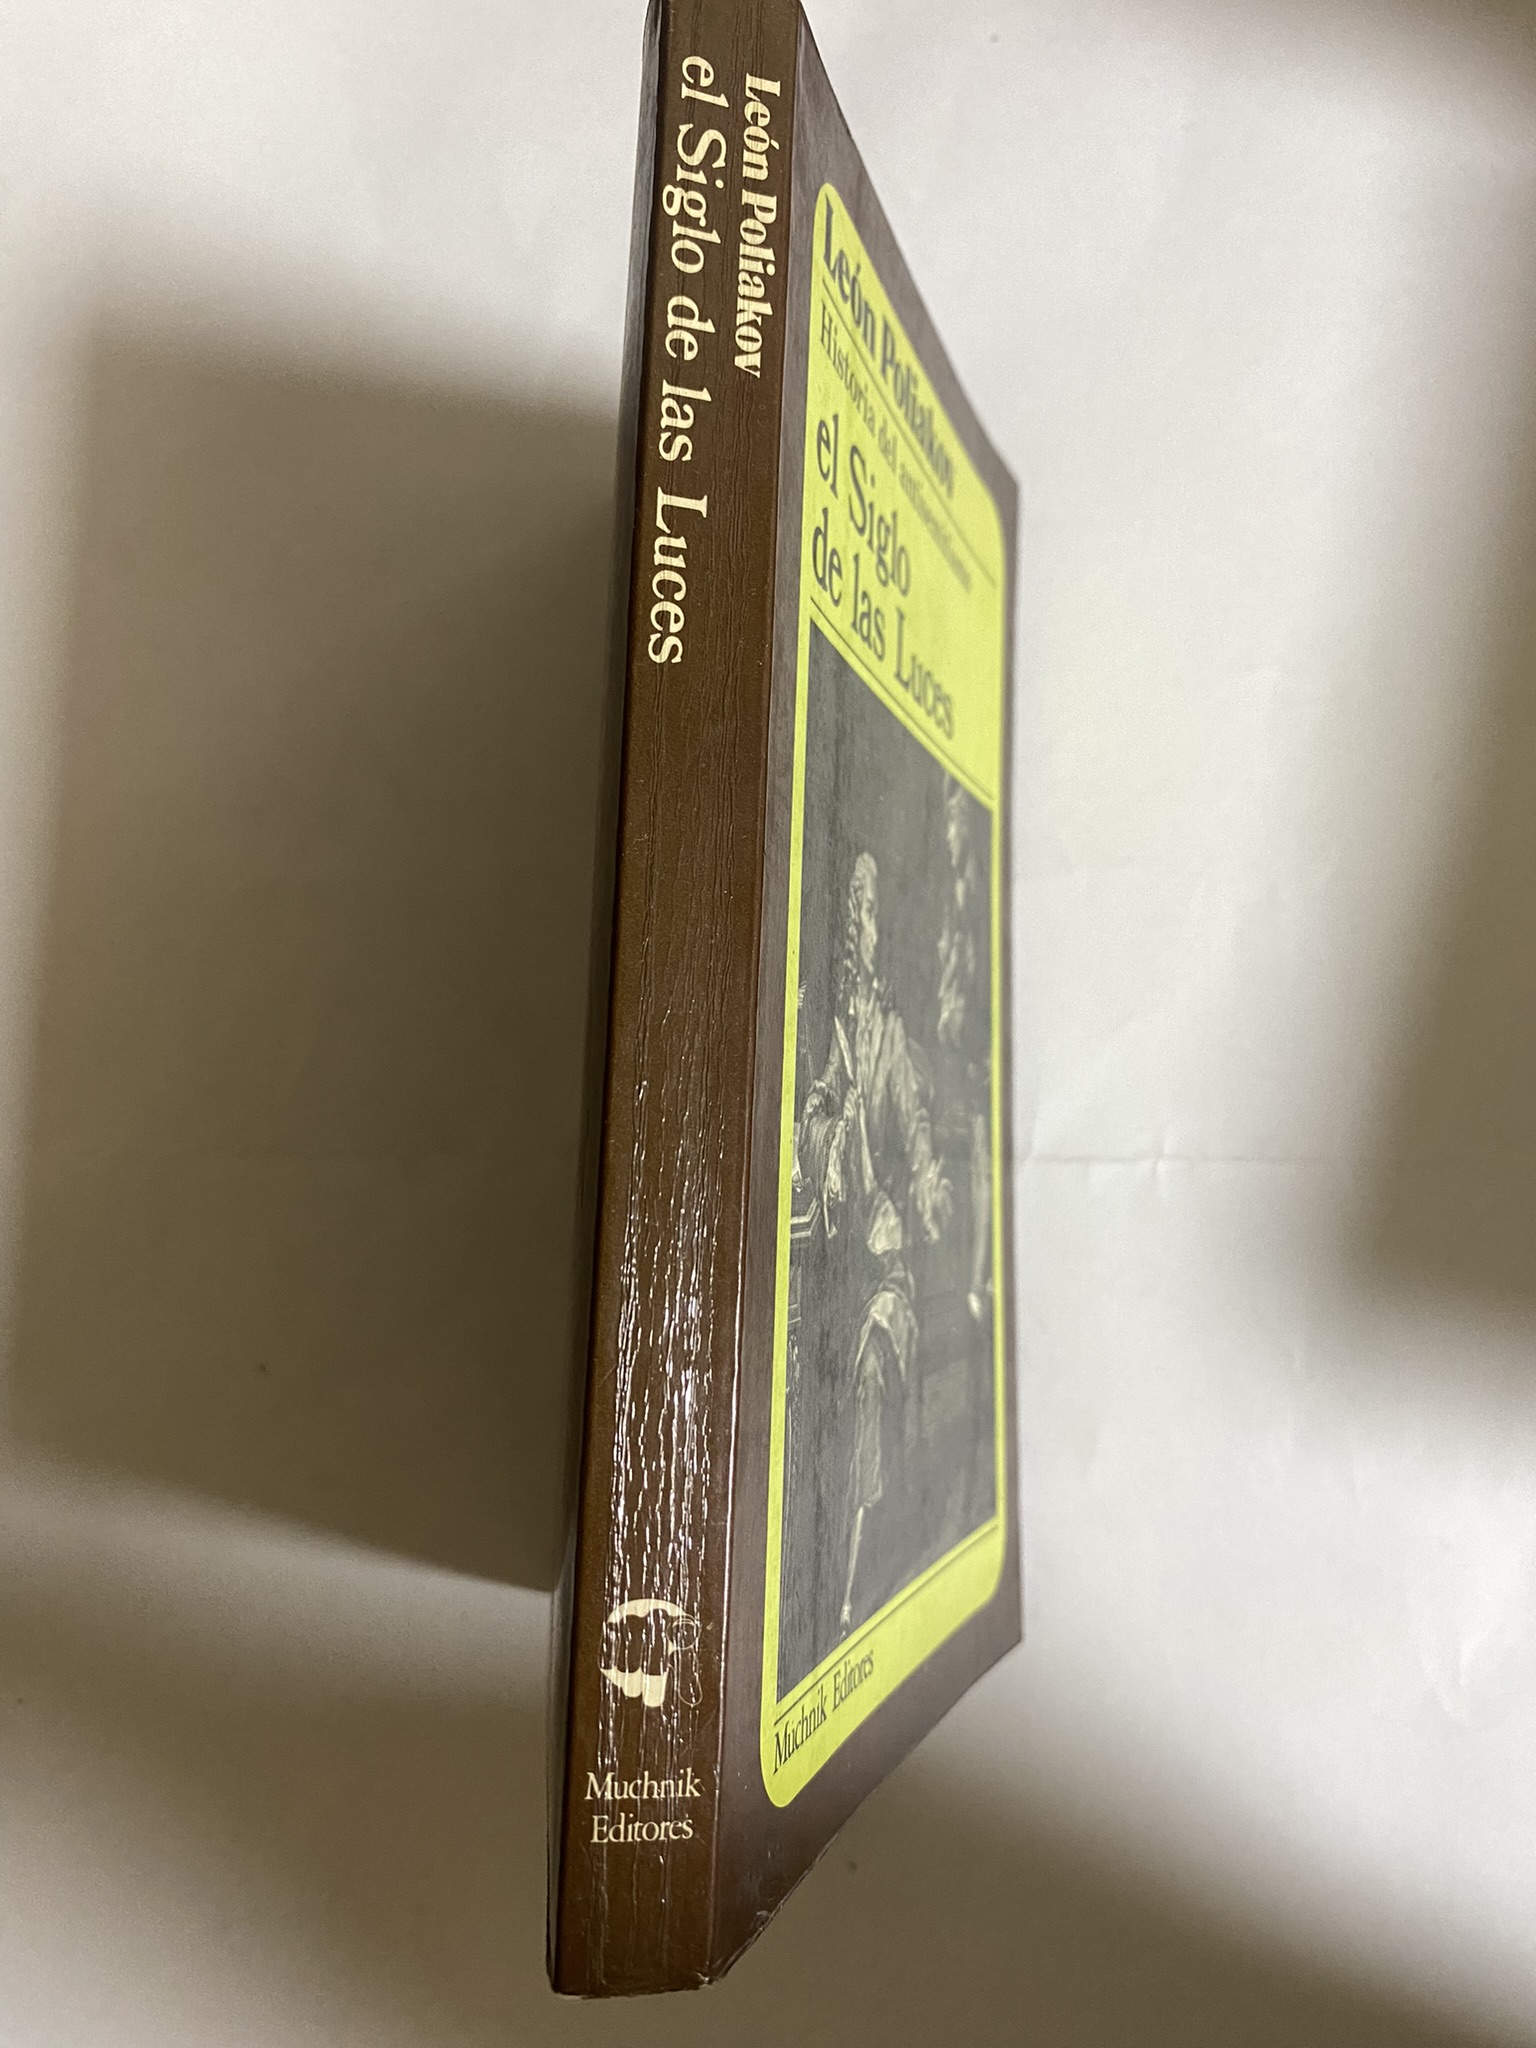 León Poliakov
el Siglo de las Luces
Muchnik
Editores
León Poliakov
Historia del antisemitismo
el Siglo
de las Luces
Muchnik Editores